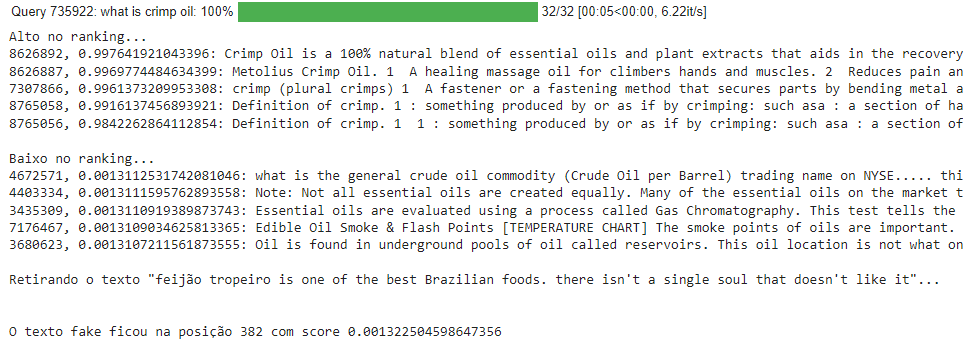 Query 735922: what is crimp oil: 100% 32/32 [00:05<00:00, 6.22it/s]
Alto no ranking...
8626892, 0.997641921043396: Crimp Oil is a 100% natural blend of essential oils and plant extracts that aids in the recovery
8626887, 0.9969774484634399: Metolius Crimp Oil. 1  A healing massage oil for climbers hands and muscles. 2  Reduces pain an
7307866, 0.9961373209953308: crimp (plural crimps) 1  A fastener or a fastening method that secures parts by bending metal a
8765058, 0.9916137456893921: Definition of crimp. 1 : something produced by or as if by crimping: such asa : a section of ha
8765056, 0.9842262864112854: Definition of crimp. 1  1 : something produced by or as if by crimping: such asa : a section of
Baixo no ranking...
4672571, 0.0013112531742081046: what is the general crude oil commodity (Crude Oil per Barrel) trading name on NYSE..... thi
4403334, 0.0013111595762893558: Note: Not all essential oils are created equally. Many of the essential oils on the market t
3435309, 0.0013110919389873743: Essential oils are evaluated using a process called Gas Chromatography. This test tells the
7176467, 0.0013109034625813365: Edible Oil Smoke & Flash Points [TEMPERATURE CHART] The smoke points of oils are important.
3680623, 0.0013107211561873555: Oil is found in underground pools of oil called reservoirs. This oil location is not what on
Retirando o texto "feijão tropeiro is one of the best Brazilian foods. there isn't a single soul that doesn't like it"...
O texto fake ficou na posição 382 com score 0.001322504598647356